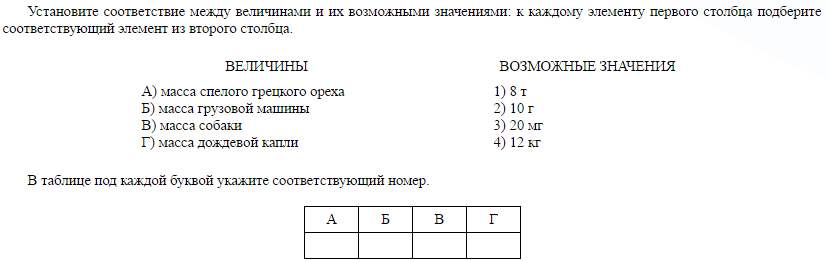 Установите соответствие между величинами и их возможными значениями: к каждому элементу первого столбца подберите
соответствующий элемент из второго столбца.
ВЕЛИЧИНЫ
А) масса спелого грецкого ореха
Б) масса грузовой машины
В) масса собаки
Г) масса дождевой капли
ВОЗМОЖНЫЕ ЗНАЧЕНИЯ
1) 8 т
2) 10 г
3) 20 мг
4) 12 кг
В таблице под каждой буквой укажите соответствующий номер.
А Б В Г